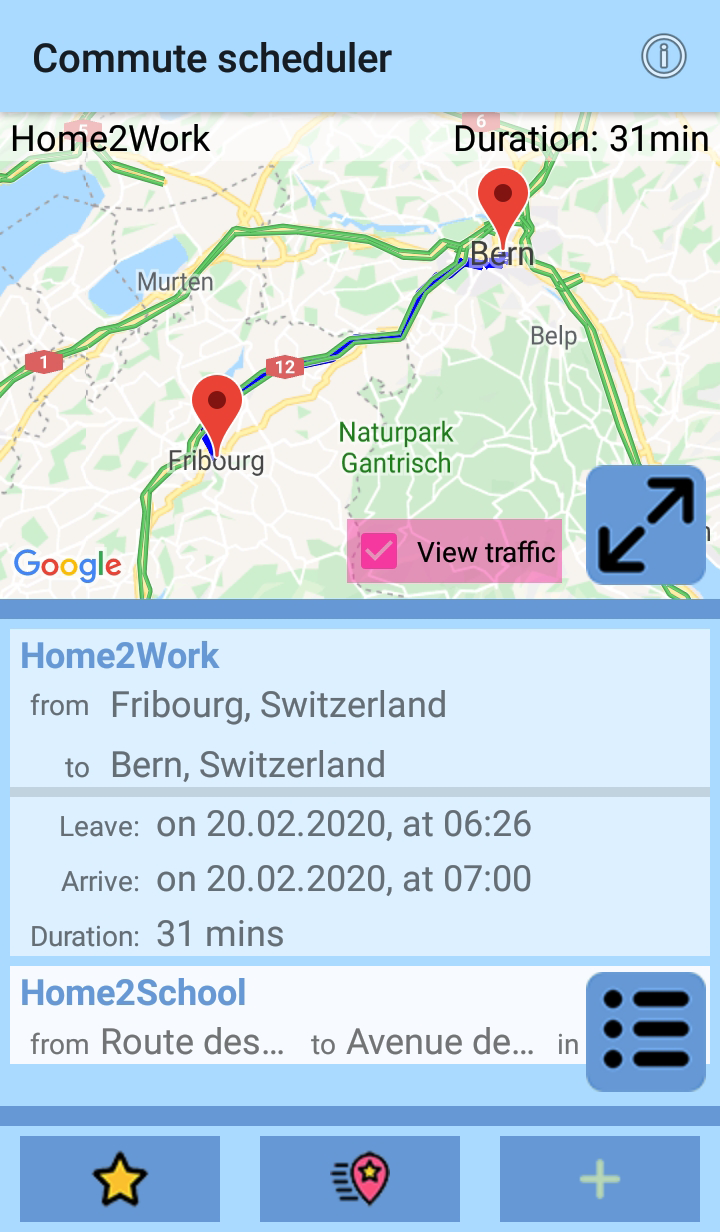 Commute scheduler
Home2Work Duration: 31min
5
6
Bern
Murten
Belp
1
12
Naturpark
Gantrisch
Fribourg
View traffic
Google
Home2Work
from Fribourg, Switzerland
to Bern, Switzerland
Leave: on 20.02.2020, at 06:26
Arrive: on 20.02.2020, at 07:00
Duration: 31 mins
Home2School
from Route des... to Avenue de... in